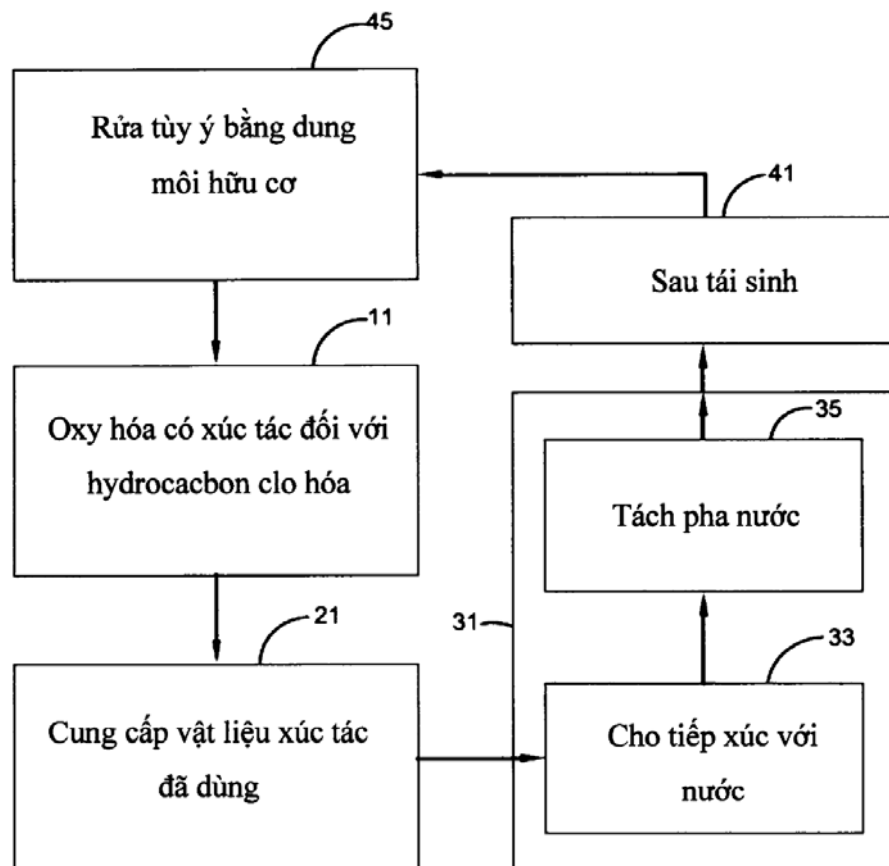 45
Rửa tùy ý bằng dung
môi hữu cơ
41
Sau tái sinh
11
Oxy hóa có xúc tác đối với
hydrocacbon clo hóa
35
Tách pha nước
21
Cung cấp vật liệu xúc tác
đã dùng
31
33
Cho tiếp xúc với
nước